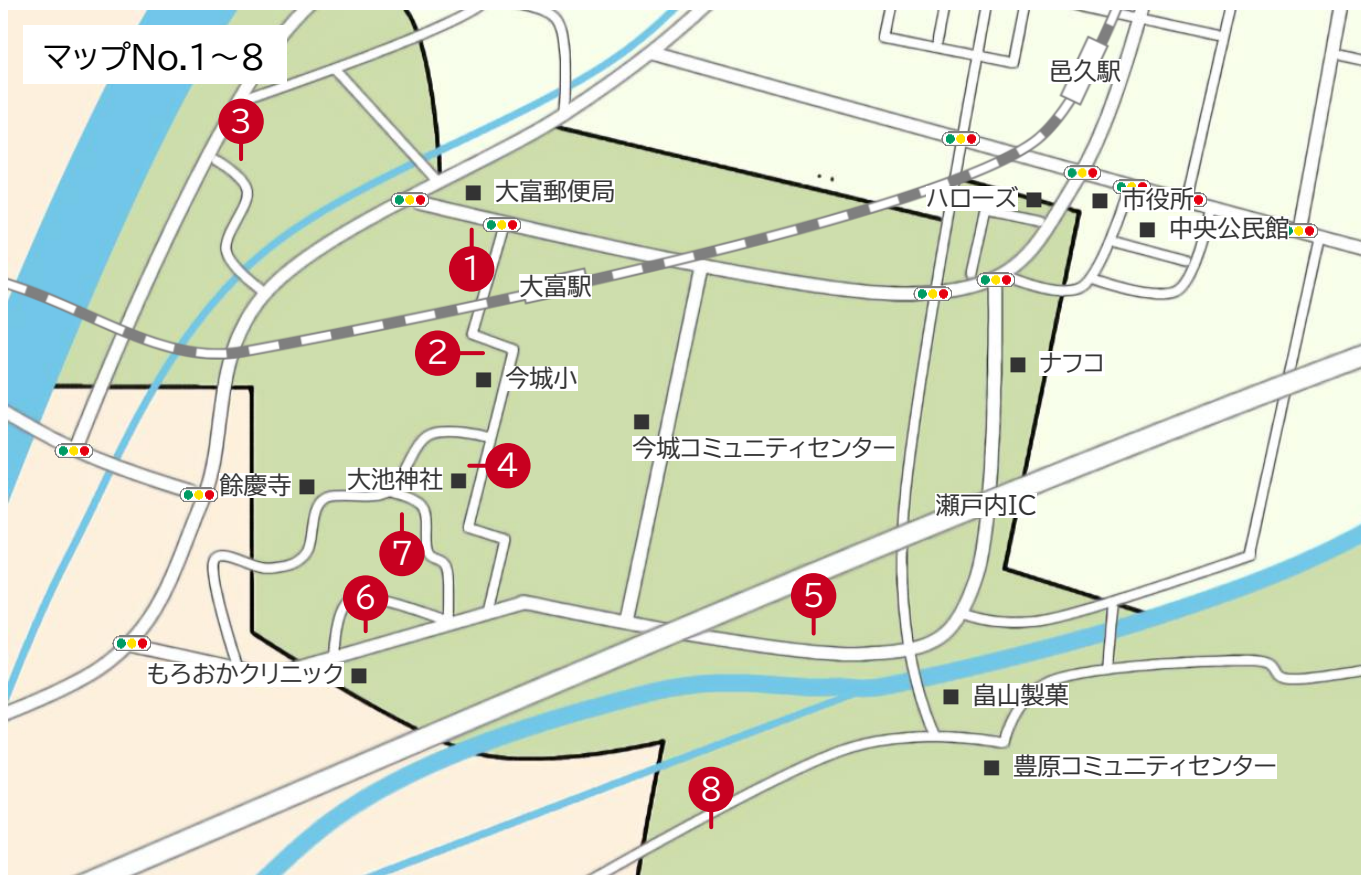 マップNo.1～8
邑久駅
3
大富郵便局
ハローズ
市役所
中央公民館
1
大富駅
2
今城小
ナフコ
今城コミュニティセンター
4
大池神社
餘慶寺
瀬戸内IC
7
6
5
もろおかクリニック
畠山製菓
豊原コミュニティセンター
8